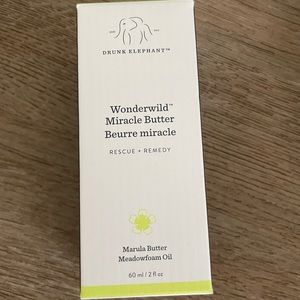 DRUNK ELEPHANT™
Wonderwild™
Miracle Butter
Beurre miracle
RESCUE + REMEDY
Marula Butter
Meadowfoam Oil
60 ml / 2 fl oz